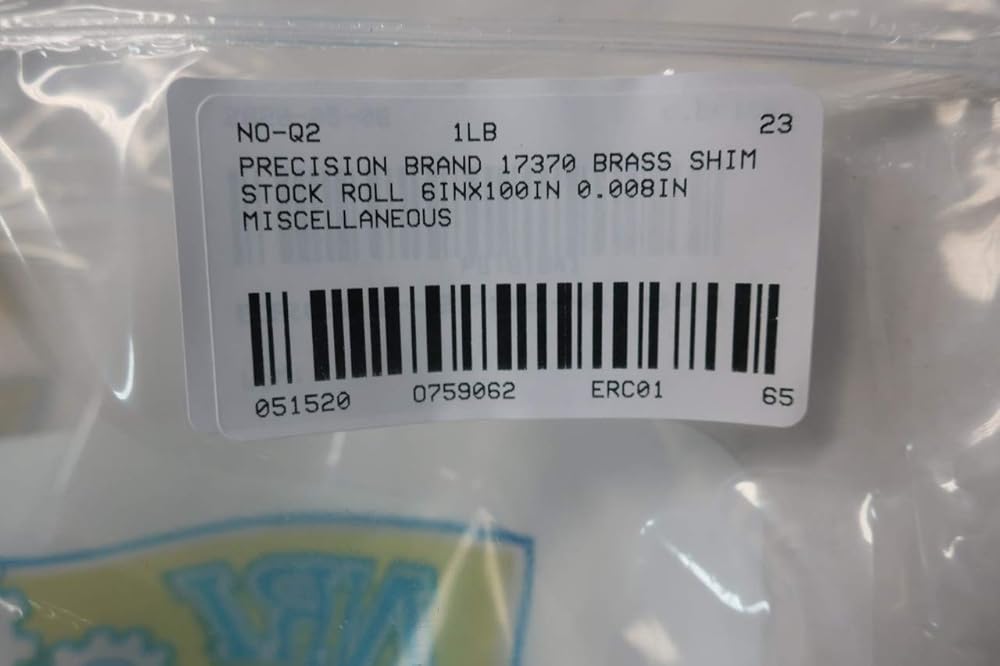 NO-Q2 1LB 23
PRECISION BRAND 17370 BRASS SHIM
STOCK ROLL 6INX100IN 0.008IN
MISCELLANEOUS
051520 0759062 ERC01 65